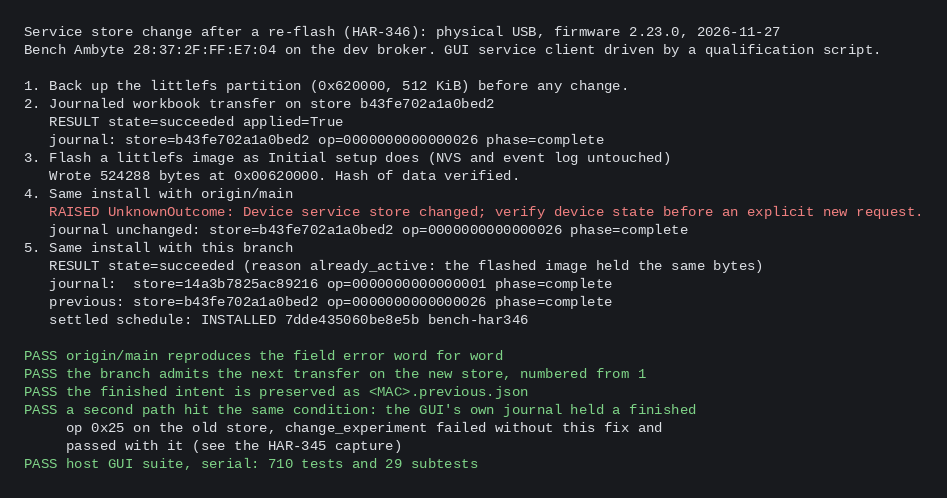 Service store change after a re-flash (HAR-346): physical USB, firmware 2.23.0, 2026-11-27
Bench Ambyte 28:37:2F:FF:E7:04 on the dev broker. GUI service client driven by a qualification script.
1. Back up the littlefs partition (0x620000, 512 KiB) before any change.
2. Journaled workbook transfer on store b43fe702a1a0bed2
RESULT state=succeeded applied=True
journal: store=b43fe702a1a0bed2 op=0000000000000026 phase=complete
3. Flash a littlefs image as Initial setup does (NVS and event log untouched)
Wrote 524288 bytes at 0x00620000. Hash of data verified.
4. Same install with origin/main
RAISED UnknownOutcome: Device service store changed; verify device state before an explicit new request.
journal unchanged: store=b43fe702a1a0bed2 op=0000000000000026 phase=complete
5. Same install with this branch
RESULT state=succeeded (reason already_active: the flashed image held the same bytes)
journal:  store=14a3b7825ac89216 op=0000000000000001 phase=complete
previous: store=b43fe702a1a0bed2 op=0000000000000026 phase=complete
settled schedule: INSTALLED 7dde435060be8e5b bench-har346
PASS origin/main reproduces the field error word for word
PASS the branch admits the next transfer on the new store, numbered from 1
PASS the finished intent is preserved as <MAC>.previous.json
PASS a second path hit the same condition: the GUI's own journal held a finished
op 0x25 on the old store, change_experiment failed without this fix and
passed with it (see the HAR-345 capture)
PASS host GUI suite, serial: 710 tests and 29 subtests